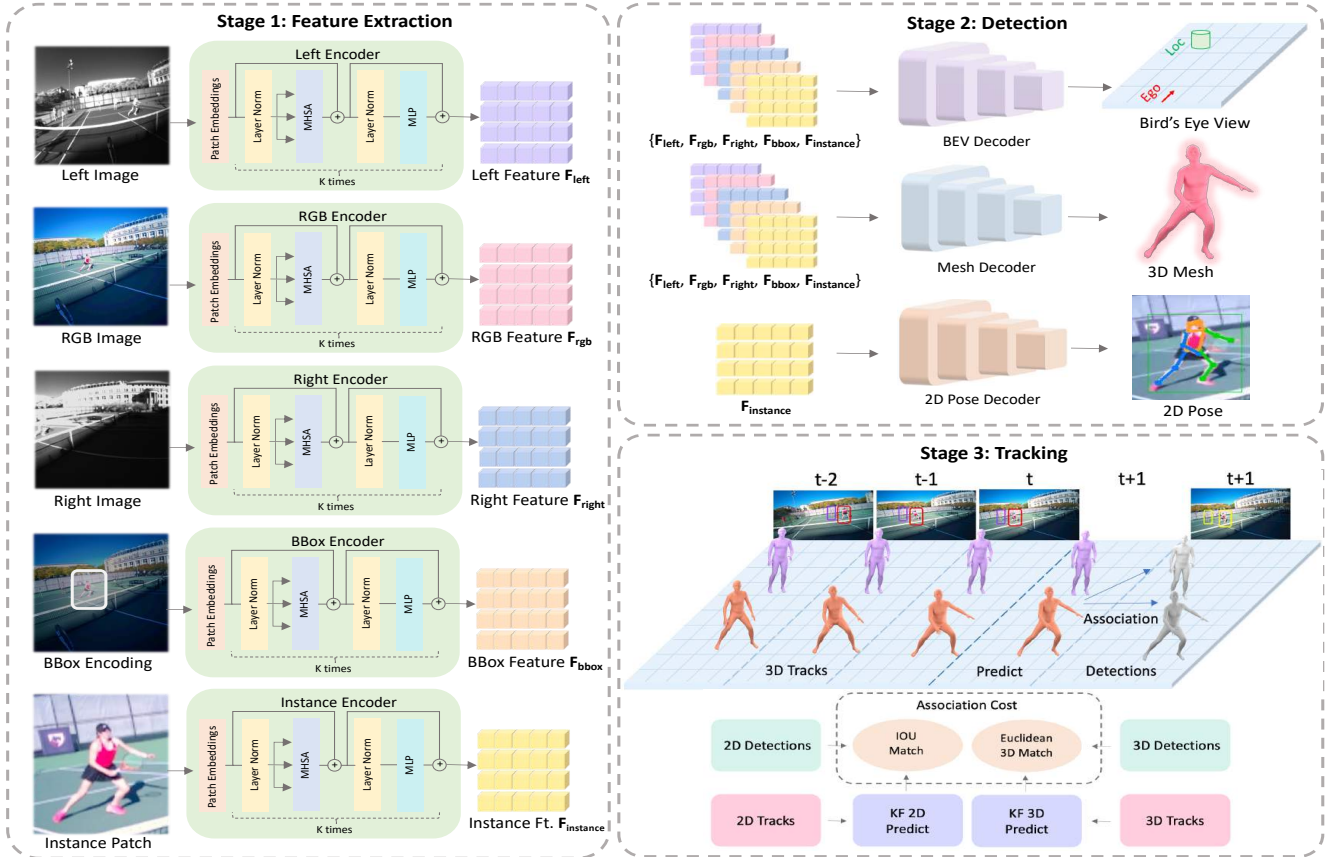 Stage 1: Feature Extraction
Left Encoder
Patch Embeddings
Layer Norm
MHSA
+
Layer Norm
MLP
+
K times
Left Image
Left Feature F_left
RGB Encoder
Patch Embeddings
Layer Norm
MHSA
+
Layer Norm
MLP
+
K times
RGB Image
RGB Feature F_rgb
Right Encoder
Patch Embeddings
Layer Norm
MHSA
+
Layer Norm
MLP
+
K times
Right Image
Right Feature F_right
BBox Encoder
Patch Embeddings
Layer Norm
MHSA
+
Layer Norm
MLP
+
K times
BBox Encoding
BBox Feature F_bbox
Instance Encoder
Patch Embeddings
Layer Norm
MHSA
+
Layer Norm
MLP
+
K times
Instance Patch
Instance Ft. F_instance
Stage 2: Detection
{F_left, F_rgb, F_right, F_bbox, F_instance}
BEV Decoder
Loc
Ego
Bird's Eye View
{F_left, F_rgb, F_right, F_bbox, F_instance}
Mesh Decoder
3D Mesh
F_instance
2D Pose Decoder
2D Pose
Stage 3: Tracking
t-2 t-1 t t+1 t+1
Association
3D Tracks Predict Detections
Association Cost
2D Detections
IOU
Match
Euclidean
3D Match
3D Detections
2D Tracks
KF 2D
Predict
KF 3D
Predict
3D Tracks